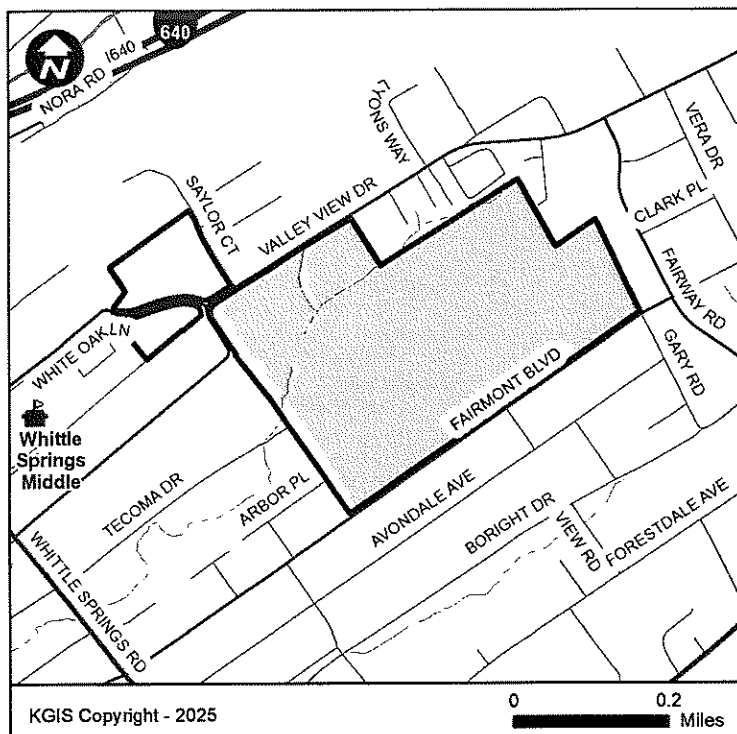 640
I640
NORA RD
N
LYONS WAY
VERA DR
SAYLOR CT
VALLEY VIEW DR
CLARK PL
FAIRWAY RD
WHITE OAK LN
GARY RD
FAIRMONT BLVD
Whittle
Springs
Middle
TECOMA DR
ARBOR PL
AVONDALE AVE
BORIGHT DR
VIEW RD
FORESTDALE AVE
WHITTLE SPRINGS RD
KGIS Copyright - 2025
0
0.2
Miles